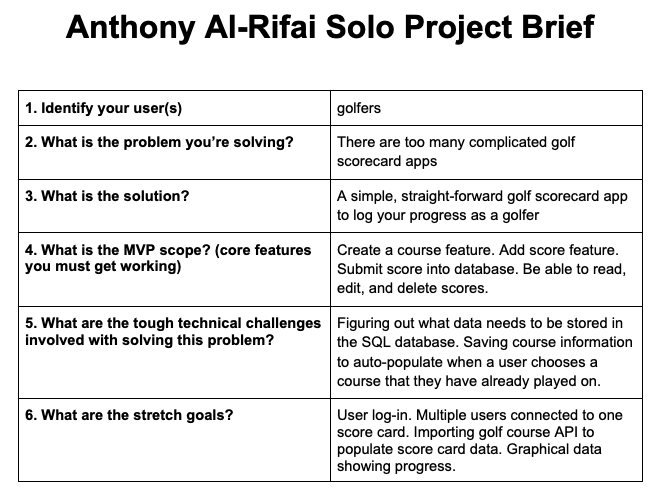 Anthony Al-Rifai Solo Project Brief
1. Identify your user(s)
golfers
2. What is the problem you're solving?
There are too many complicated golf
scorecard apps
3. What is the solution?
A simple, straight-forward golf scorecard app
to log your progress as a golfer
4. What is the MVP scope? (core features
you must get working)
Create a course feature. Add score feature.
Submit score into database. Be able to read,
edit, and delete scores.
5. What are the tough technical challenges
involved with solving this problem?
Figuring out what data needs to be stored in
the SQL database. Saving course information
to auto-populate when a user chooses a
course that they have already played on.
6. What are the stretch goals?
User log-in. Multiple users connected to one
score card. Importing golf course API to
populate score card data. Graphical data
showing progress.